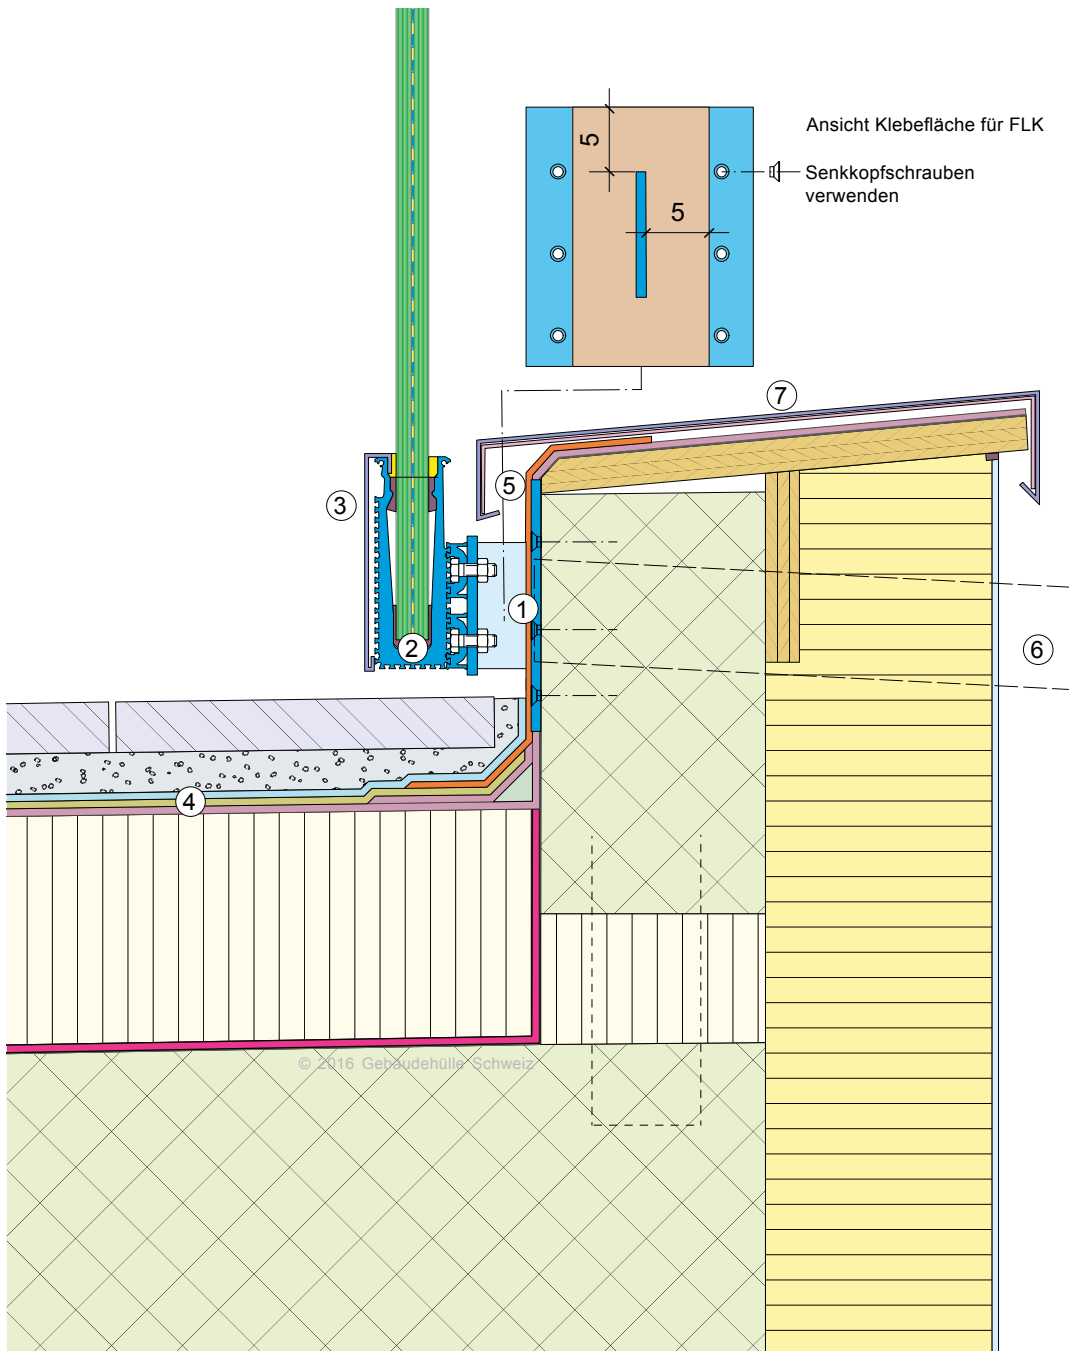 Ansicht Klebefläche für FLK
5
Senkkopfschrauben
verwenden
5
7
5
3
1
2
6
4
© 2016 Gebäudehülle Schweiz